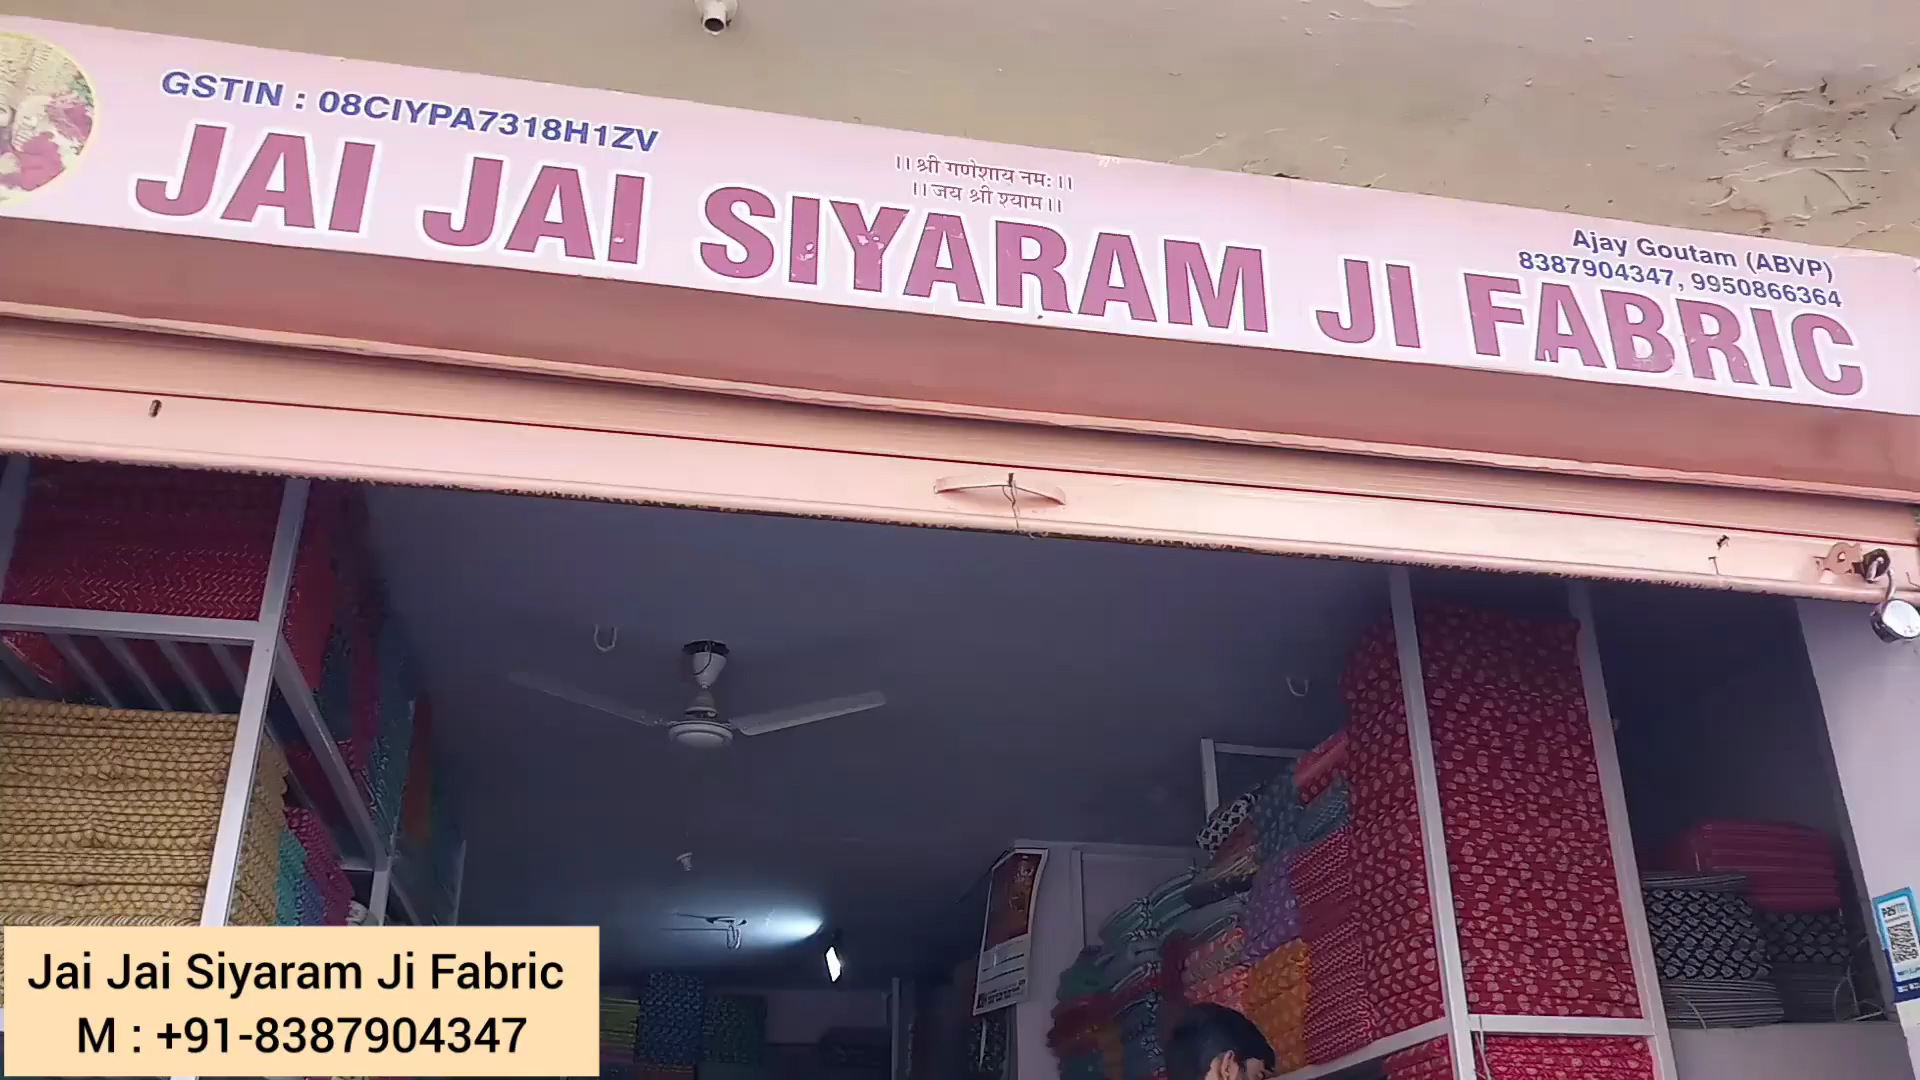 GSTIN : 08CIYPA7318H1ZV
।। श्री गणेशाय नमः ।।
।। जय श्री श्याम ।।
Ajay Goutam (ABVP)
8387904347, 9950866364
JAI JAI SIYARAM JI FABRIC
Jai Jai Siyaram Ji Fabric
M : +91-8387904347